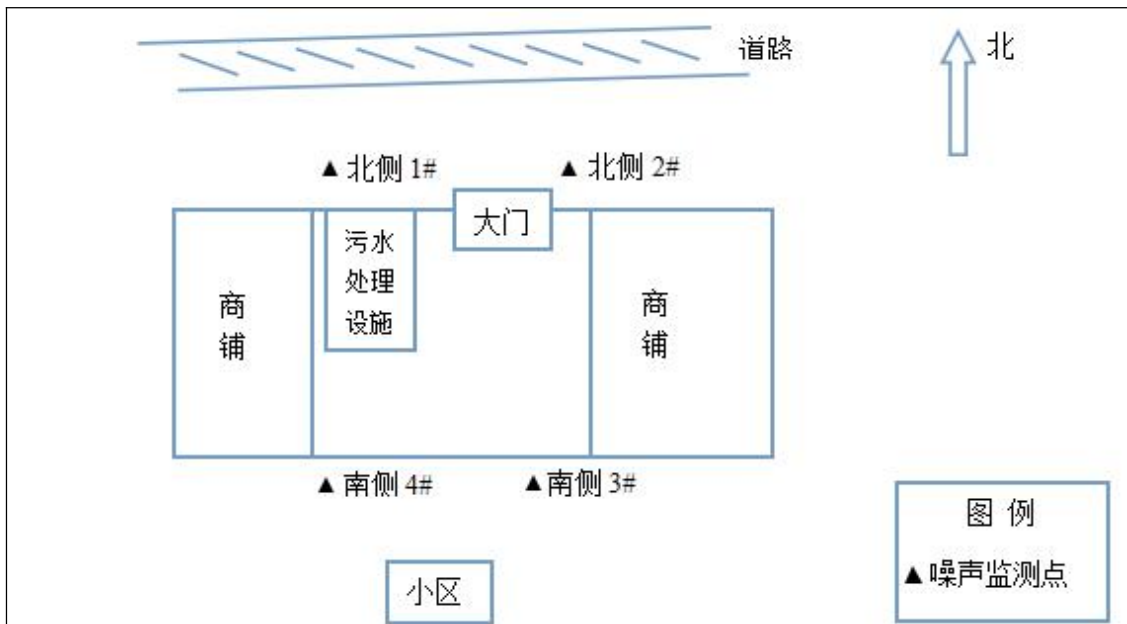 道路
北
▲ 北侧 1#
▲ 北侧 2#
大门
污水
处理
设施
商
铺
商
铺
▲ 南侧 4#
▲南侧 3#
小区
图 例
▲噪声监测点